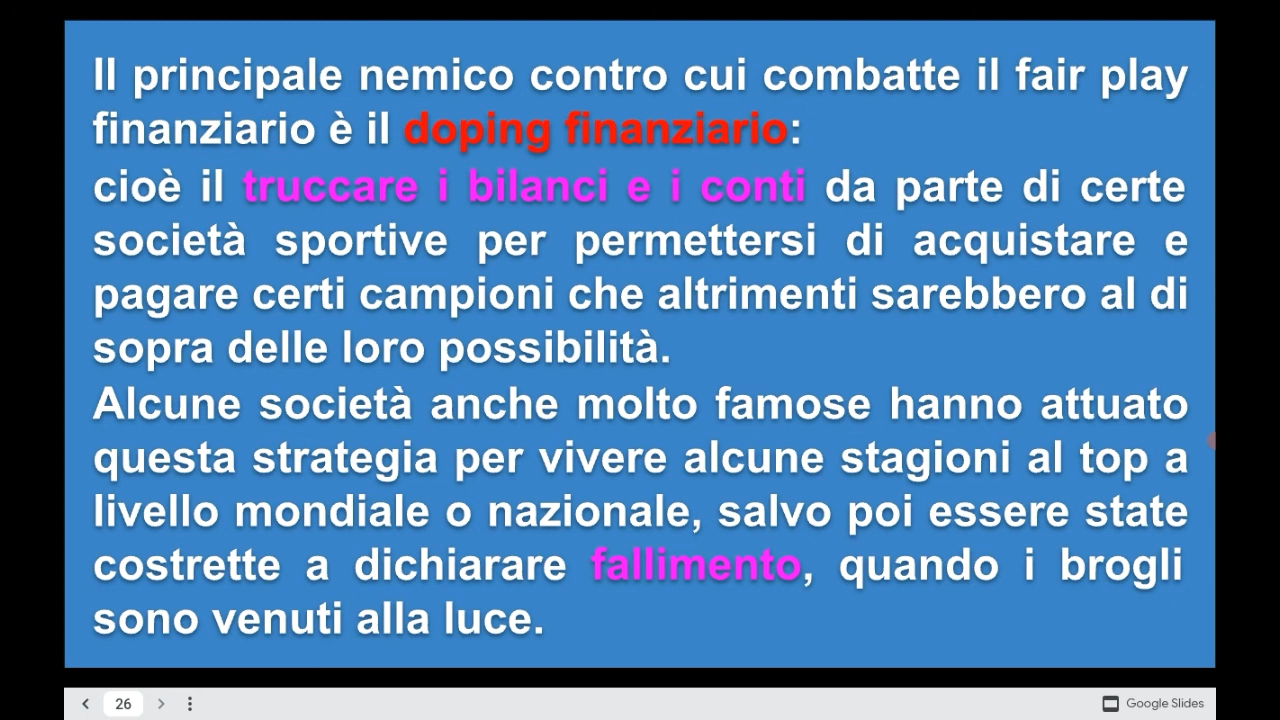 Il principale nemico contro cui combatte il fair play
finanziario è il doping finanziario:
cioè il truccare i bilanci e i conti da parte di certe
società sportive per permettersi di acquistare e
pagare certi campioni che altrimenti sarebbero al di
sopra delle loro possibilità.
Alcune società anche molto famose hanno attuato
questa strategia per vivere alcune stagioni al top a
livello mondiale o nazionale, salvo poi essere state
costrette a dichiarare fallimento, quando i brogli
sono venuti alla luce.
26
Google Slides